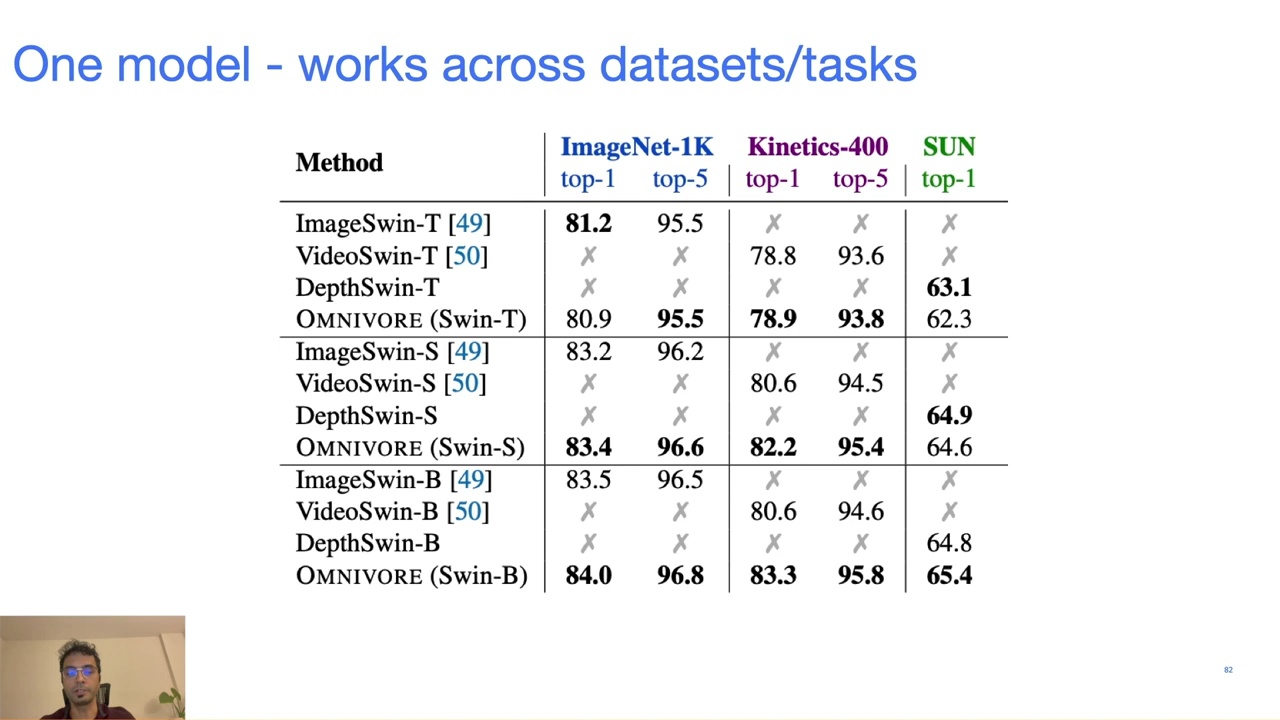 One model - works across datasets/tasks
Method ImageNet-1K Kinetics-400 SUN
top-1 top-5 top-1 top-5 top-1
ImageSwin-T [49] 81.2 95.5 ✗ ✗ ✗
VideoSwin-T [50] ✗ ✗ 78.8 93.6 ✗
DepthSwin-T ✗ ✗ ✗ ✗ 63.1
OMNIVORE (Swin-T) 80.9 95.5 78.9 93.8 62.3
ImageSwin-S [49] 83.2 96.2 ✗ ✗ ✗
VideoSwin-S [50] ✗ ✗ 80.6 94.5 ✗
DepthSwin-S ✗ ✗ ✗ ✗ 64.9
OMNIVORE (Swin-S) 83.4 96.6 82.2 95.4 64.6
ImageSwin-B [49] 83.5 96.5 ✗ ✗ ✗
VideoSwin-B [50] ✗ ✗ 80.6 94.6 ✗
DepthSwin-B ✗ ✗ ✗ ✗ 64.8
OMNIVORE (Swin-B) 84.0 96.8 83.3 95.8 65.4
82